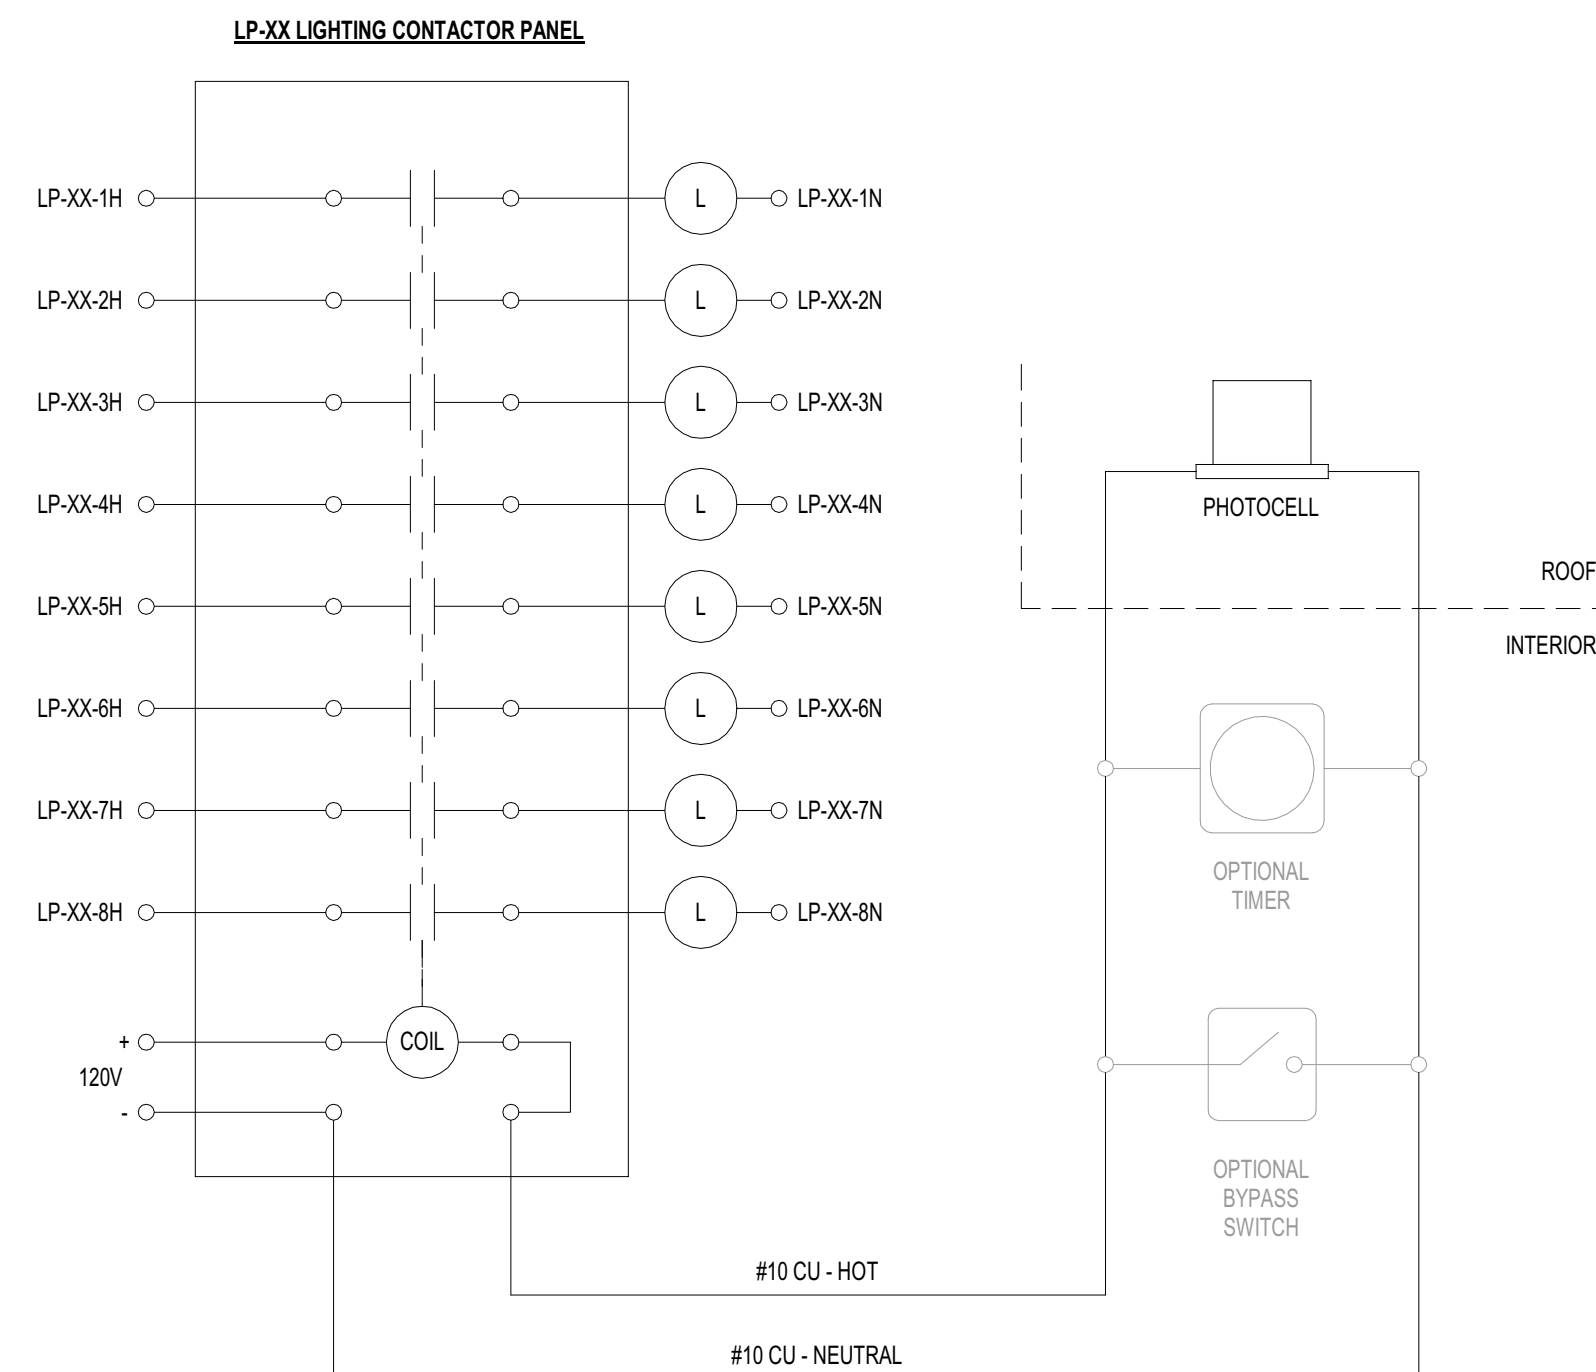 LP-XX LIGHTING CONTACTOR PANEL
LP-XX-1H L LP-XX-1N
LP-XX-2H L LP-XX-2N
LP-XX-3H L LP-XX-3N
LP-XX-4H L LP-XX-4N
LP-XX-5H L LP-XX-5N
LP-XX-6H L LP-XX-6N
LP-XX-7H L LP-XX-7N
LP-XX-8H L LP-XX-8N
+ COIL
120V
-
PHOTOCELL
ROOF
INTERIOR
OPTIONAL
TIMER
OPTIONAL
BYPASS
SWITCH
#10 CU - HOT
#10 CU - NEUTRAL